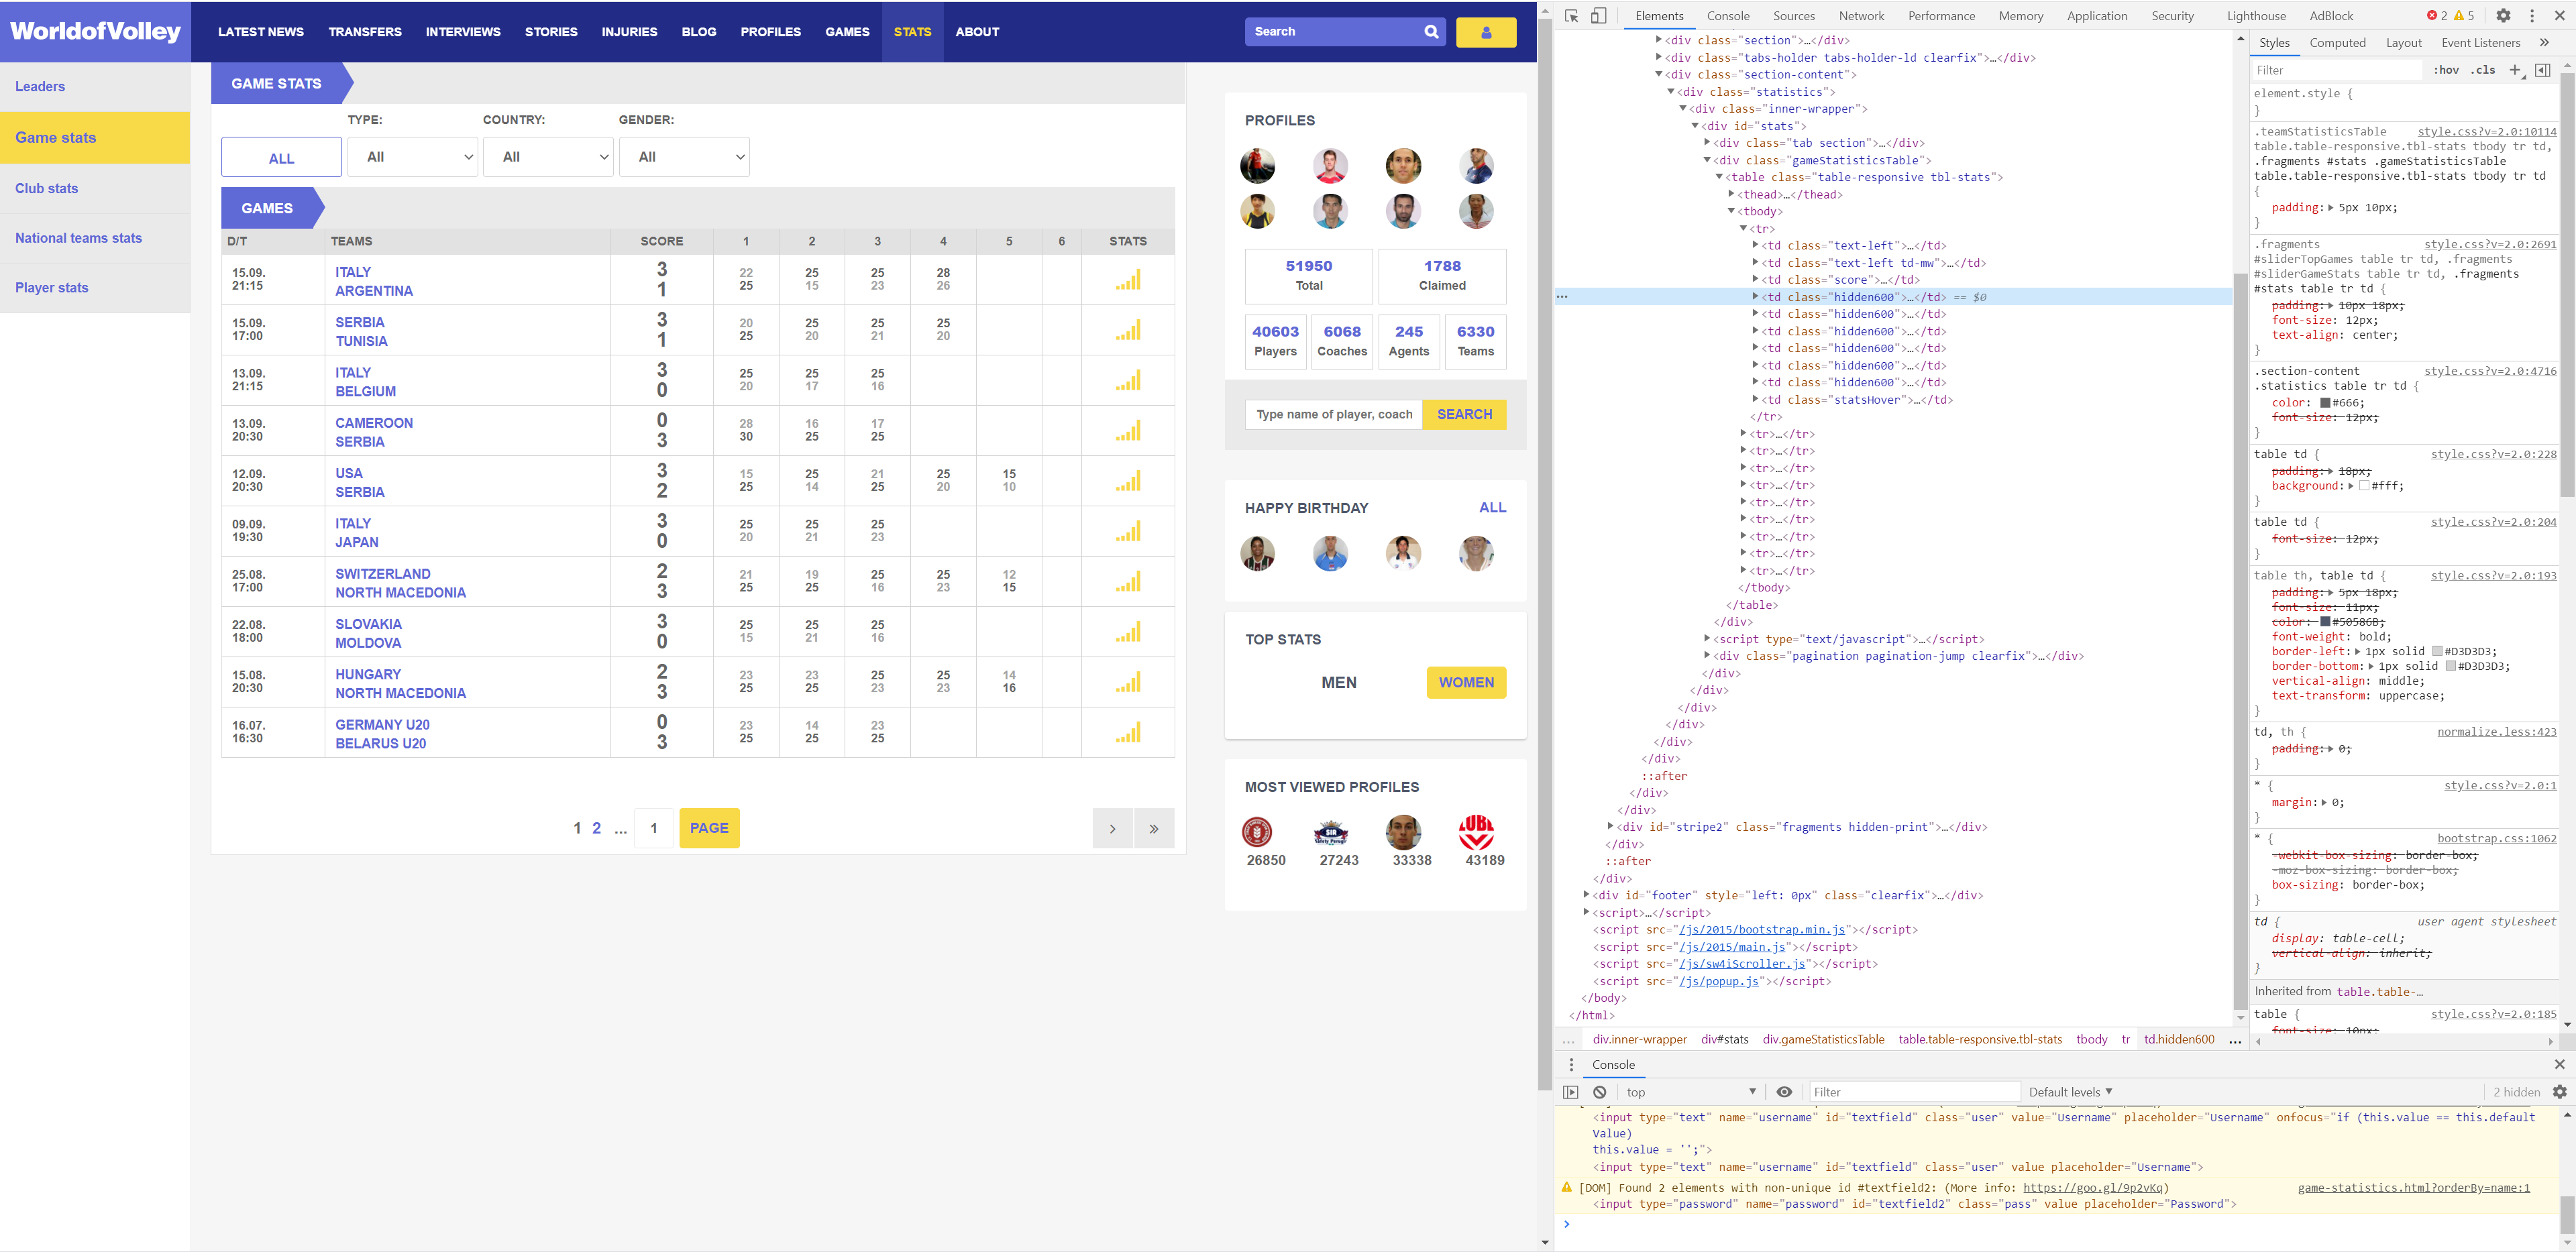 WorldofVolley
LATEST NEWS TRANSFERS INTERVIEWS STORIES INJURIES BLOG PROFILES GAMES STATS ABOUT
Search
Leaders
Game stats
Club stats
National teams stats
Player stats
GAME STATS
TYPE: COUNTRY: GENDER:
ALL All All All
GAMES
D/T TEAMS SCORE 1 2 3 4 5 6 STATS
15.09. ITALY 3 22 25 25 28
21:15 ARGENTINA 1 25 15 23 26
15.09. SERBIA 3 20 25 25 25
17:00 TUNISIA 1 25 20 21 20
13.09. ITALY 3 25 25 25
21:15 BELGIUM 0 20 17 16
13.09. CAMEROON 0 28 16 17
20:30 SERBIA 3 30 25 25
12.09. USA 3 15 25 21 25 15
20:30 SERBIA 2 25 14 25 20 10
09.09. ITALY 3 25 25 25
19:30 JAPAN 0 20 21 23
25.08. SWITZERLAND 2 21 19 25 25 12
17:00 NORTH MACEDONIA 3 25 25 16 23 15
22.08. SLOVAKIA 3 25 25 25
18:00 MOLDOVA 0 15 21 16
15.08. HUNGARY 2 23 23 25 25 14
20:30 NORTH MACEDONIA 3 25 25 23 23 16
16.07. GERMANY U20 0 23 14 23
16:30 BELARUS U20 3 25 25 25
1 2 ... 1 PAGE
PROFILES
51950 1788
Total Claimed
40603 6068 245 6330
Players Coaches Agents Teams
Type name of player, coach SEARCH
HAPPY BIRTHDAY ALL
TOP STATS
MEN WOMEN
MOST VIEWED PROFILES
26850 27243 33338 43189
Elements Console Sources Network Performance Memory Application Security Lighthouse AdBlock 2 5
<div class="section">…</div>
<div class="tabs-holder tabs-holder-ld clearfix">…</div>
<div class="section-content">
<div class="statistics">
<div class="inner-wrapper">
<div id="stats">
<div class="tab section">…</div>
<div class="gameStatisticsTable">
<table class="table-responsive tbl-stats">
<thead>…</thead>
<tbody>
<tr>
<td class="text-left">…</td>
<td class="text-left td-mw">…</td>
<td class="score">…</td>
<td class="hidden600">…</td> == $0
<td class="hidden600">…</td>
<td class="hidden600">…</td>
<td class="hidden600">…</td>
<td class="hidden600">…</td>
<td class="hidden600">…</td>
<td class="statsHover">…</td>
</tr>
<tr>…</tr>
<tr>…</tr>
<tr>…</tr>
<tr>…</tr>
<tr>…</tr>
<tr>…</tr>
<tr>…</tr>
<tr>…</tr>
<tr>…</tr>
</tbody>
</table>
</div>
<script type="text/javascript">…</script>
<div class="pagination pagination-jump clearfix">…</div>
</div>
</div>
</div>
</div>
</div>
</div>
::after
</div>
</div>
<div id="stripe2" class="fragments hidden-print">…</div>
</div>
::after
</div>
<div id="footer" style="left: 0px" class="clearfix">…</div>
<script>…</script>
<script src="/js/2015/bootstrap.min.js"></script>
<script src="/js/2015/main.js"></script>
<script src="/js/sw4iScroller.js"></script>
<script src="/js/popup.js"></script>
</body>
</html>
... div.inner-wrapper div#stats div.gameStatisticsTable table.table-responsive.tbl-stats tbody tr td.hidden600 ...
Styles Computed Layout Event Listeners
Filter :hov .cls
element.style {
}
.teamStatisticsTable style.css?v=2.0:10114
table.table-responsive.tbl-stats tbody tr td,
.fragments #stats .gameStatisticsTable
table.table-responsive.tbl-stats tbody tr td
{
padding: 5px 10px;
}
.fragments style.css?v=2.0:2691
#sliderTopGames table tr td, .fragments
#sliderGameStats table tr td, .fragments
#stats table tr td {
padding: 10px 18px;
font-size: 12px;
text-align: center;
}
.section-content style.css?v=2.0:4716
.statistics table tr td {
color: #666;
font-size: 12px;
}
table td { style.css?v=2.0:228
padding: 18px;
background: #fff;
}
table td { style.css?v=2.0:204
font-size: 12px;
}
table th, table td { style.css?v=2.0:193
padding: 5px 18px;
font-size: 11px;
color: #50586B;
font-weight: bold;
border-left: 1px solid #D3D3D3;
border-bottom: 1px solid #D3D3D3;
vertical-align: middle;
text-transform: uppercase;
}
td, th { normalize.less:423
padding: 0;
}
* { style.css?v=2.0:1
margin: 0;
}
* { bootstrap.css:1062
-webkit-box-sizing: border-box;
-moz-box-sizing: border-box;
box-sizing: border-box;
}
td { user agent stylesheet
display: table-cell;
vertical-align: inherit;
}
Inherited from table.table-…
table { style.css?v=2.0:185
font-size: 10px;
Console
top Filter Default levels 2 hidden
<input type="text" name="username" id="textfield" class="user" value="Username" placeholder="Username" onfocus="if (this.value == this.default
Value)
this.value = '';">
<input type="text" name="username" id="textfield" class="user" value placeholder="Username">
[DOM] Found 2 elements with non-unique id #textfield2: (More info: https://goo.gl/9p2vKq) game-statistics.html?orderBy=name:1
<input type="password" name="password" id="textfield2" class="pass" value placeholder="Password">